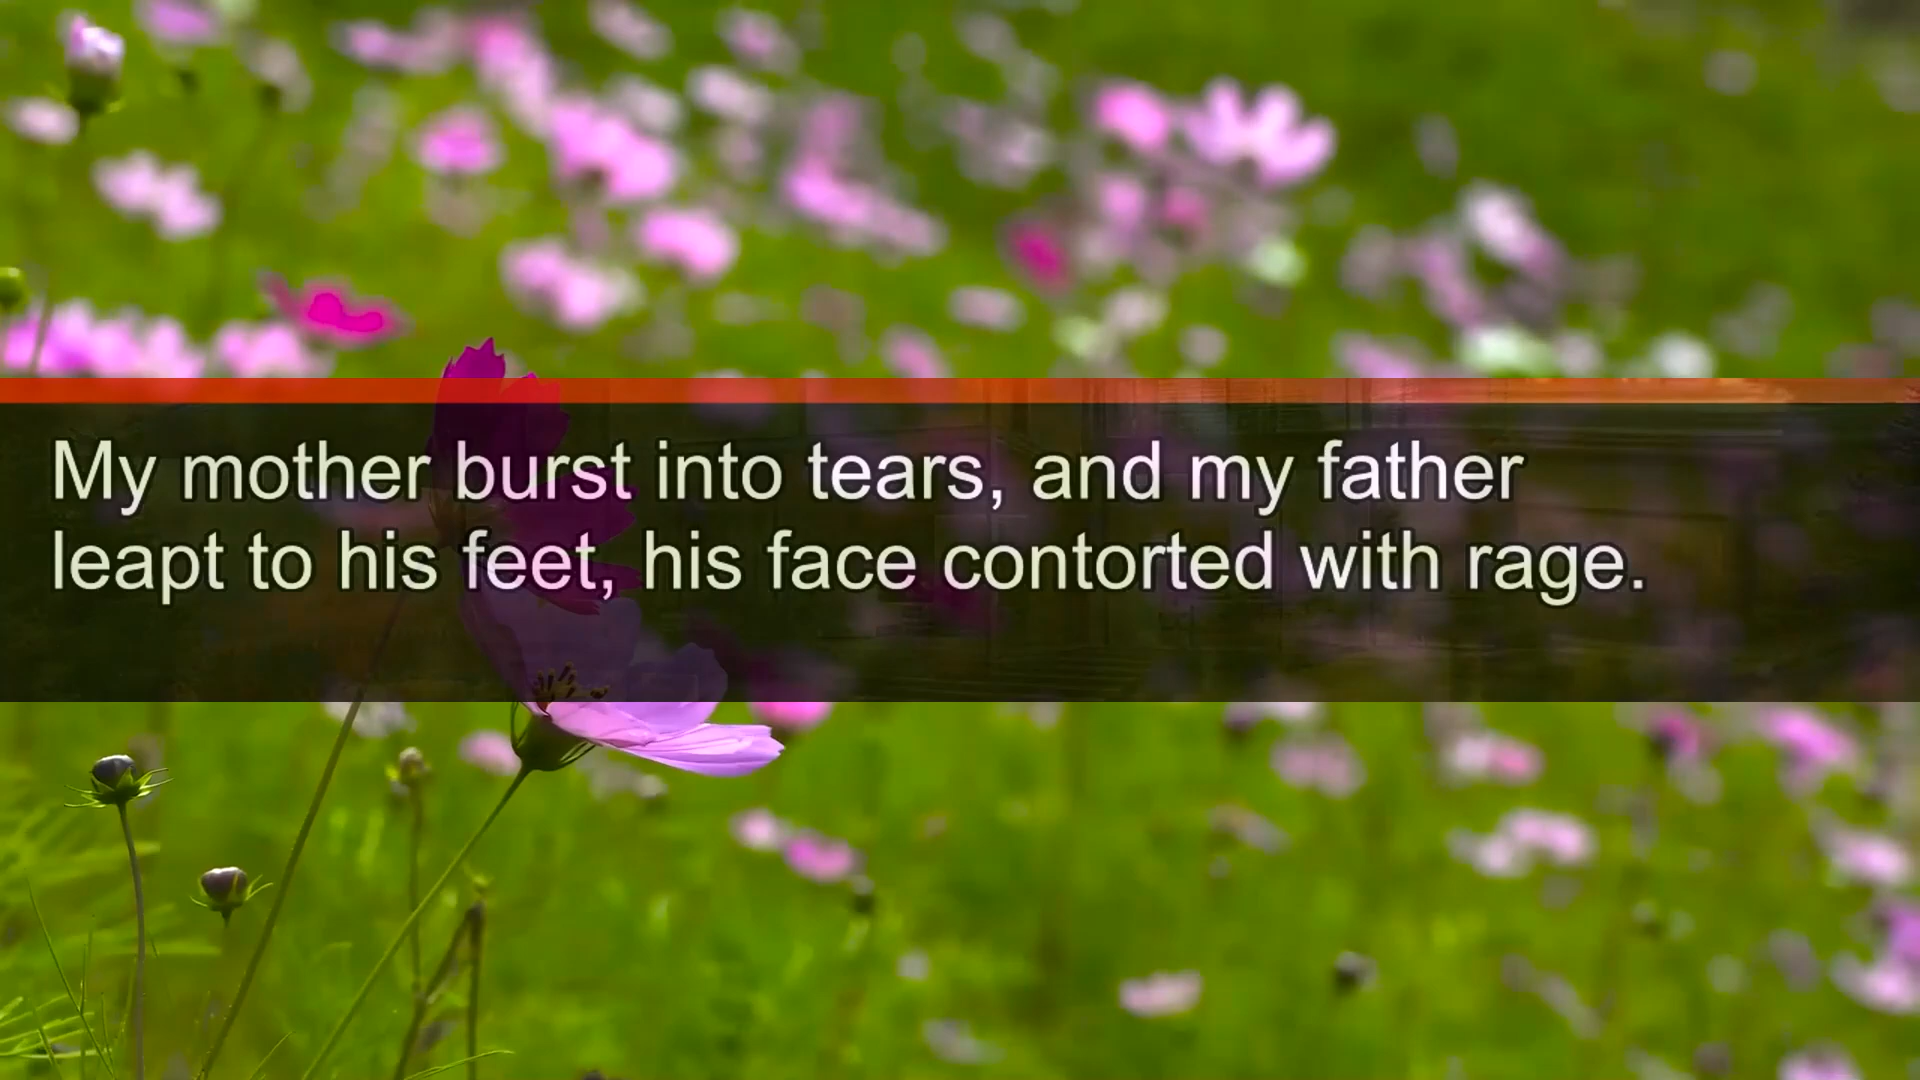 My mother burst into tears, and my father
leapt to his feet, his face contorted with rage.